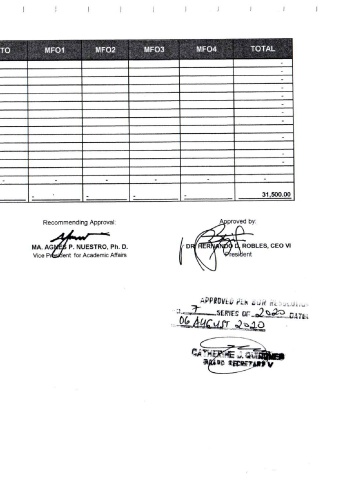 TO MFO1 MFO2 MFO3 MFO4 TOTAL
-
-
-
-
-
-
-
-
-
-
-
- - - - - -
- - - - 31,500.00
Recommending Approval: Approved by:
MA. AGNES P. NUESTRO, Ph. D. DR. HERNANDO D. ROBLES, CEO VI
Vice President for Academic Affairs President
APPROVED PER BOR RESOLUTION
7 SERIES OF 2020 DATED
06 AUGUST 2020
CATHERINE J.
BOARD SECRETARY V